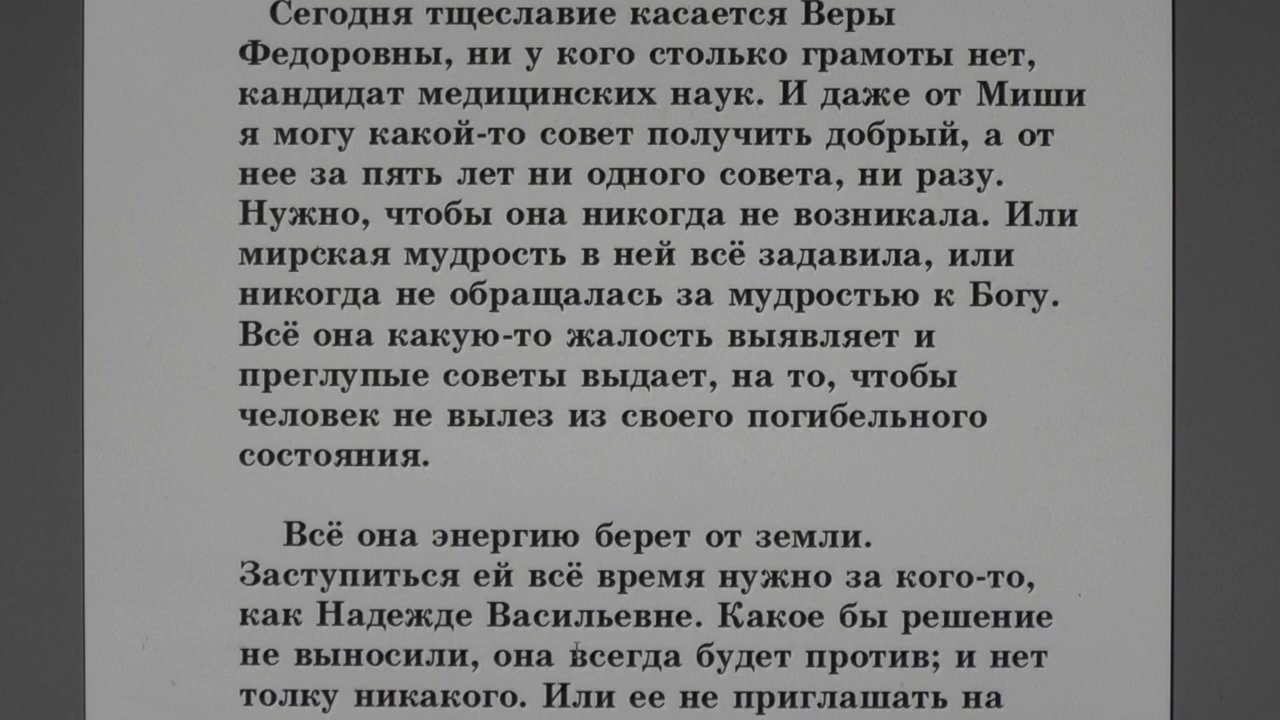 Сегодня тщеславие касается Веры
Федоровны, ни у кого столько грамоты нет,
кандидат медицинских наук. И даже от Миши
я могу какой-то совет получить добрый, а от
нее за пять лет ни одного совета, ни разу.
Нужно, чтобы она никогда не возникала. Или
мирская мудрость в ней всё задавила, или
никогда не обращалась за мудростью к Богу.
Всё она какую-то жалость выявляет и
преглупые советы выдает, на то, чтобы
человек не вылез из своего погибельного
состояния.
Всё она энергию берет от земли.
Заступиться ей всё время нужно за кого-то,
как Надежде Васильевне. Какое бы решение
не выносили, она всегда будет против; и нет
толку никакого. Или ее не приглашать на